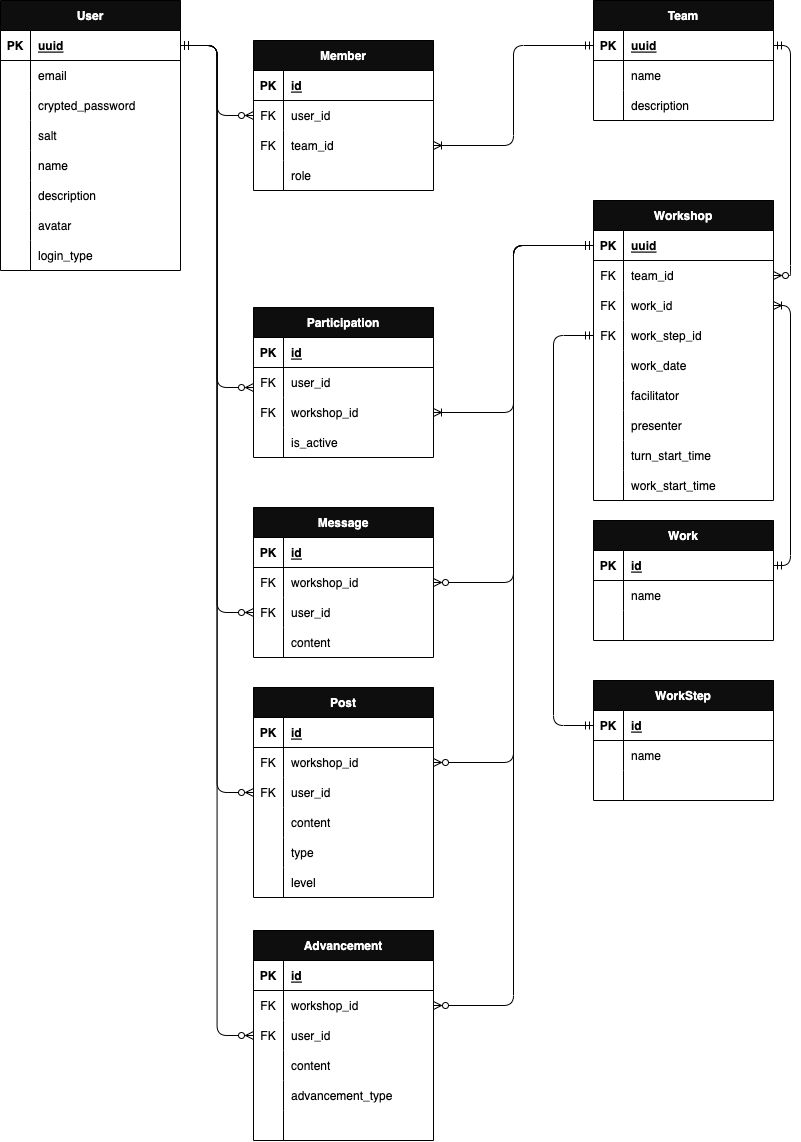 User
PK uuid
email
crypted_password
salt
name
description
avatar
login_type
Member
PK id
FK user_id
FK team_id
role
Team
PK uuid
name
description
Workshop
PK uuid
FK team_id
FK work_id
FK work_step_id
work_date
facilitator
presenter
turn_start_time
work_start_time
Participation
PK id
FK user_id
FK workshop_id
is_active
Message
PK id
FK workshop_id
FK user_id
content
Work
PK id
name
Post
PK id
FK workshop_id
FK user_id
content
type
level
WorkStep
PK id
name
Advancement
PK id
FK workshop_id
FK user_id
content
advancement_type